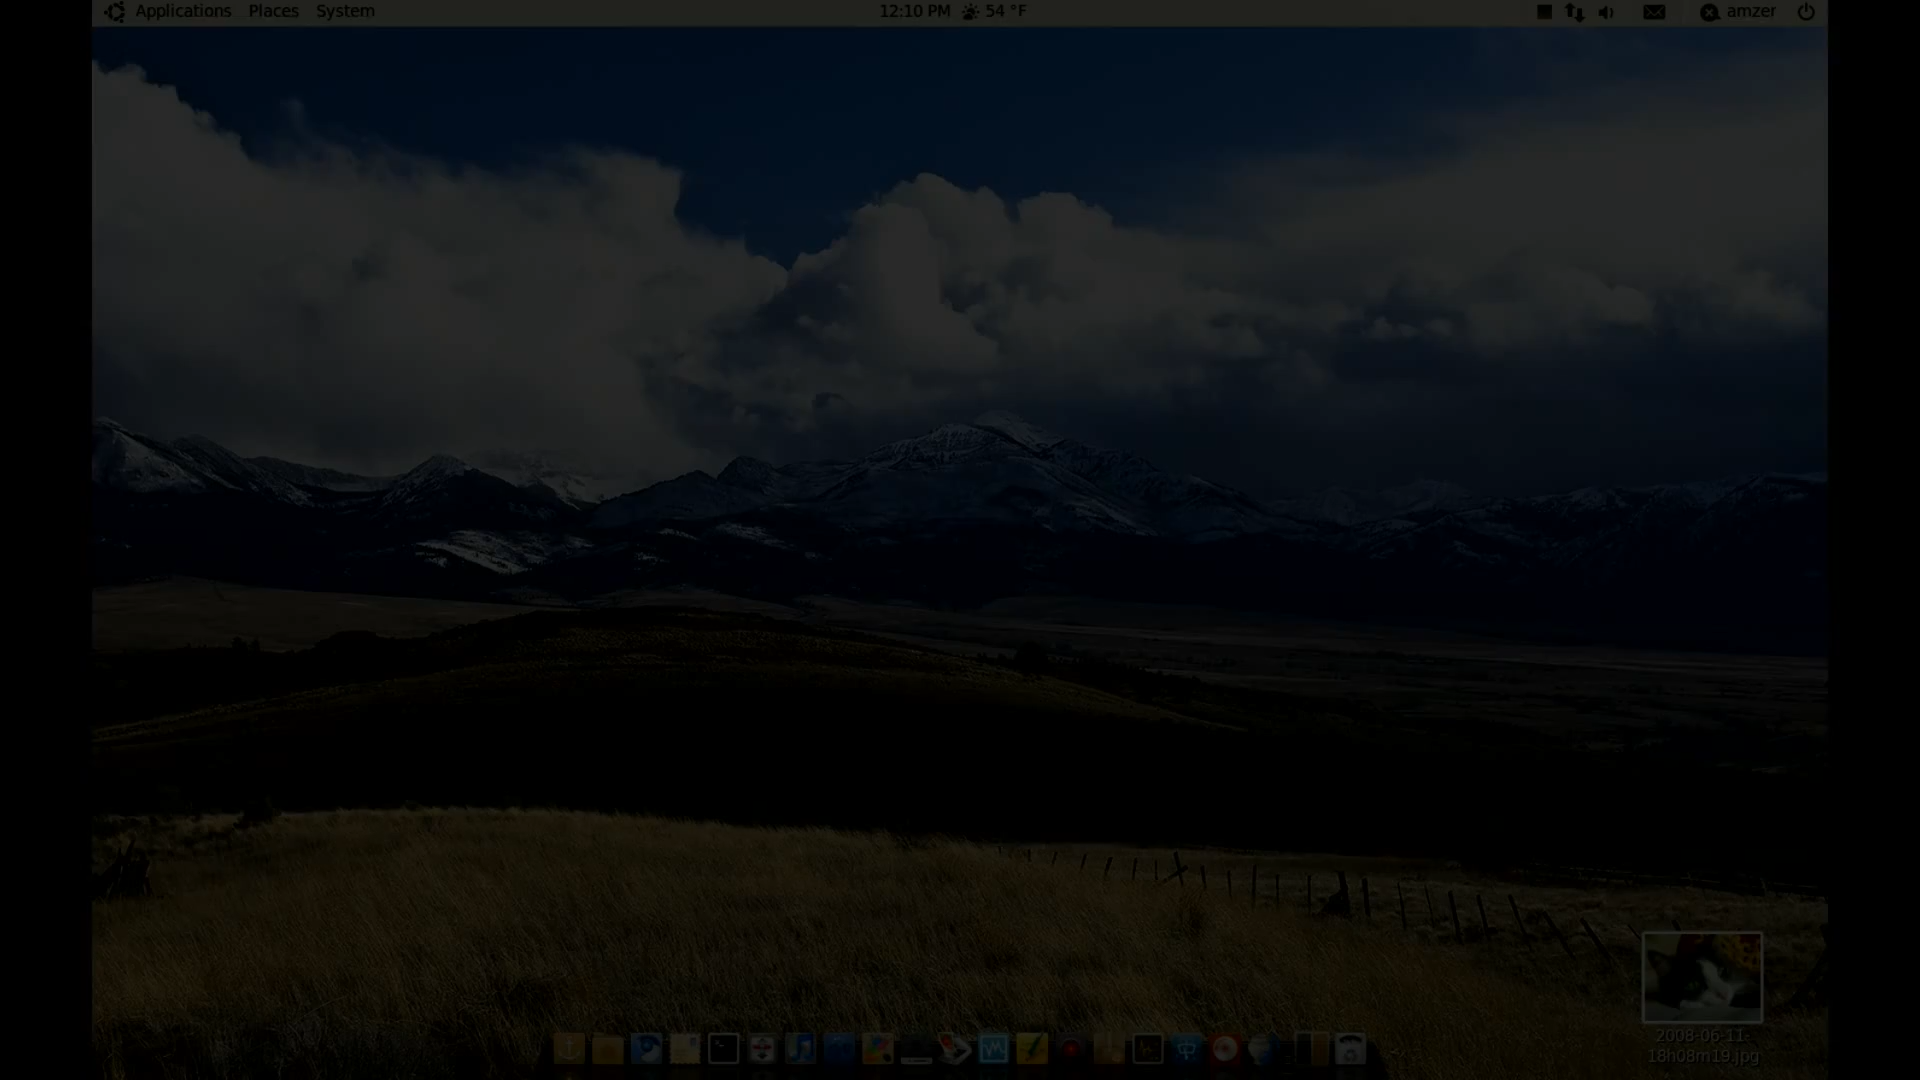 Applications Places System 12:10 PM 54 °F amzer
2008-06-11-
18h08m19.jpg